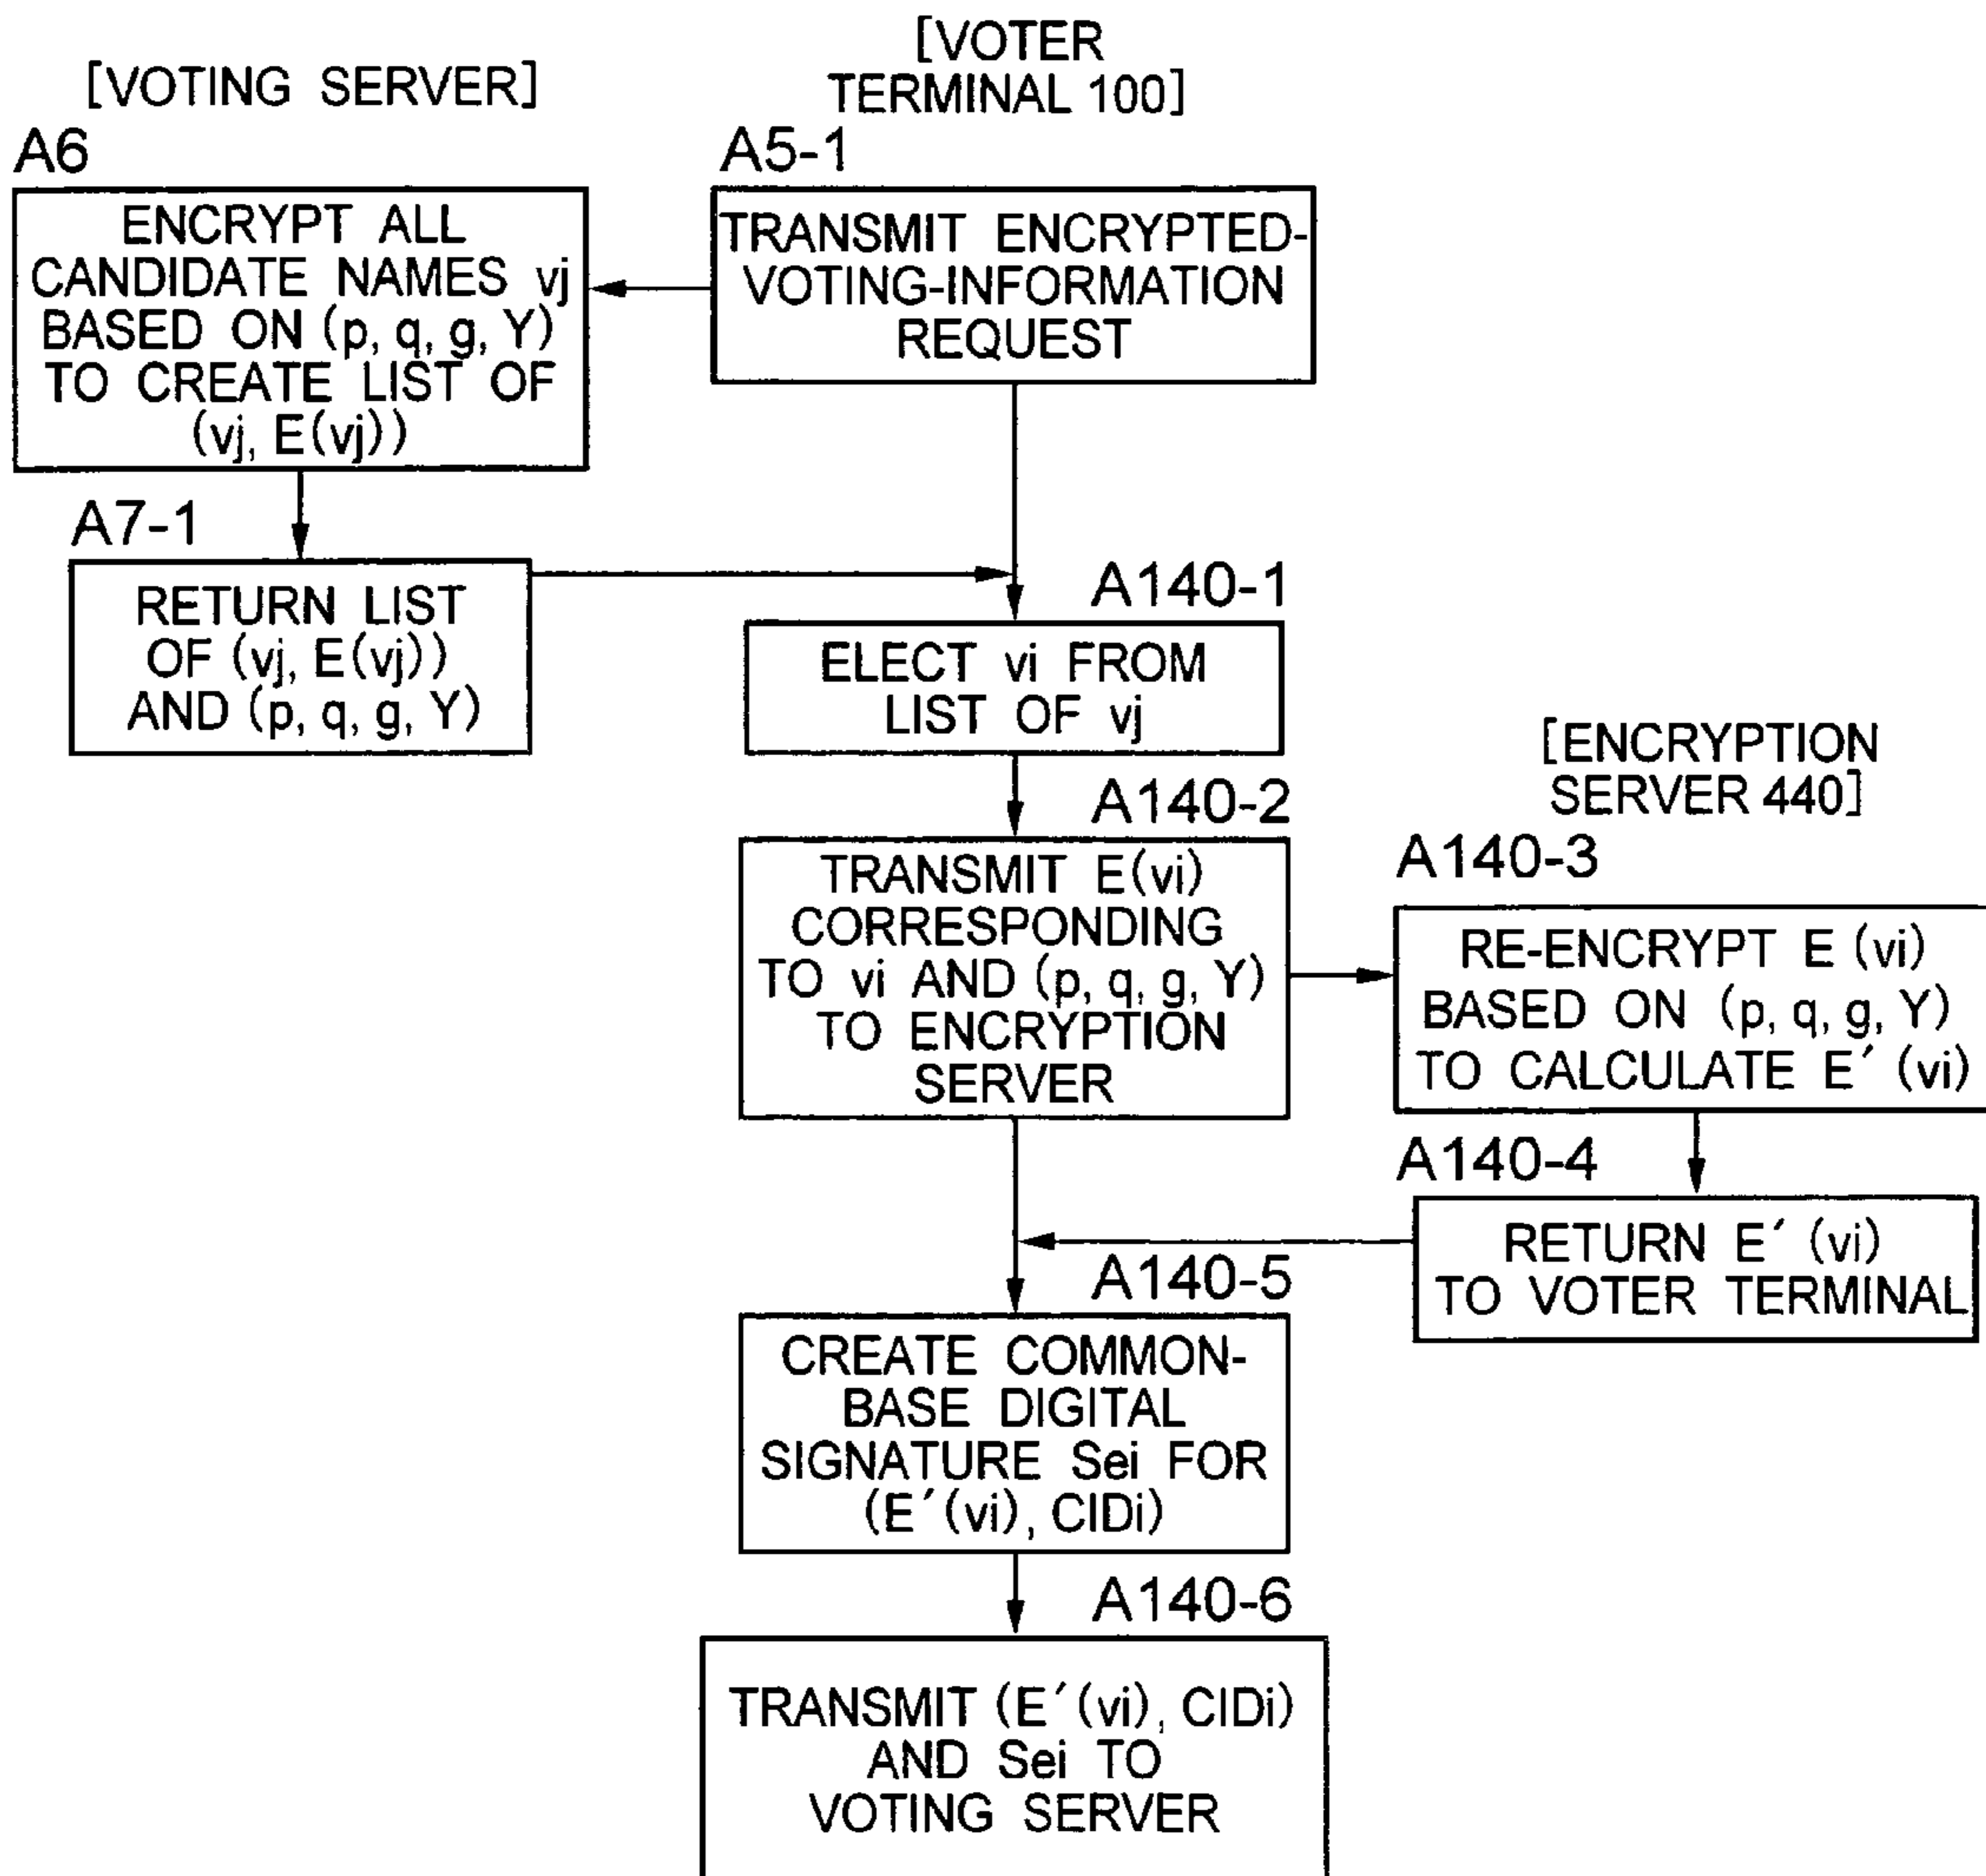 [VOTING SERVER]
[VOTER
TERMINAL 100]
A6
ENCRYPT ALL
CANDIDATE NAMES vj
BASED ON (p, q, g, Y)
TO CREATE LIST OF
(vj, E(vj))
A5-1
TRANSMIT ENCRYPTED-
VOTING-INFORMATION
REQUEST
A7-1
RETURN LIST
OF (vj, E(vj))
AND (p, q, g, Y)
A140-1
ELECT vi FROM
LIST OF vj
A140-2
TRANSMIT E(vi)
CORRESPONDING
TO vi AND (p, q, g, Y)
TO ENCRYPTION
SERVER
[ENCRYPTION
SERVER 440]
A140-3
RE-ENCRYPT E (vi)
BASED ON (p, q, g, Y)
TO CALCULATE E′ (vi)
A140-4
RETURN E′ (vi)
TO VOTER TERMINAL
A140-5
CREATE COMMON-
BASE DIGITAL
SIGNATURE Sei FOR
(E′(vi), CIDi)
A140-6
TRANSMIT (E′(vi), CIDi)
AND Sei TO
VOTING SERVER